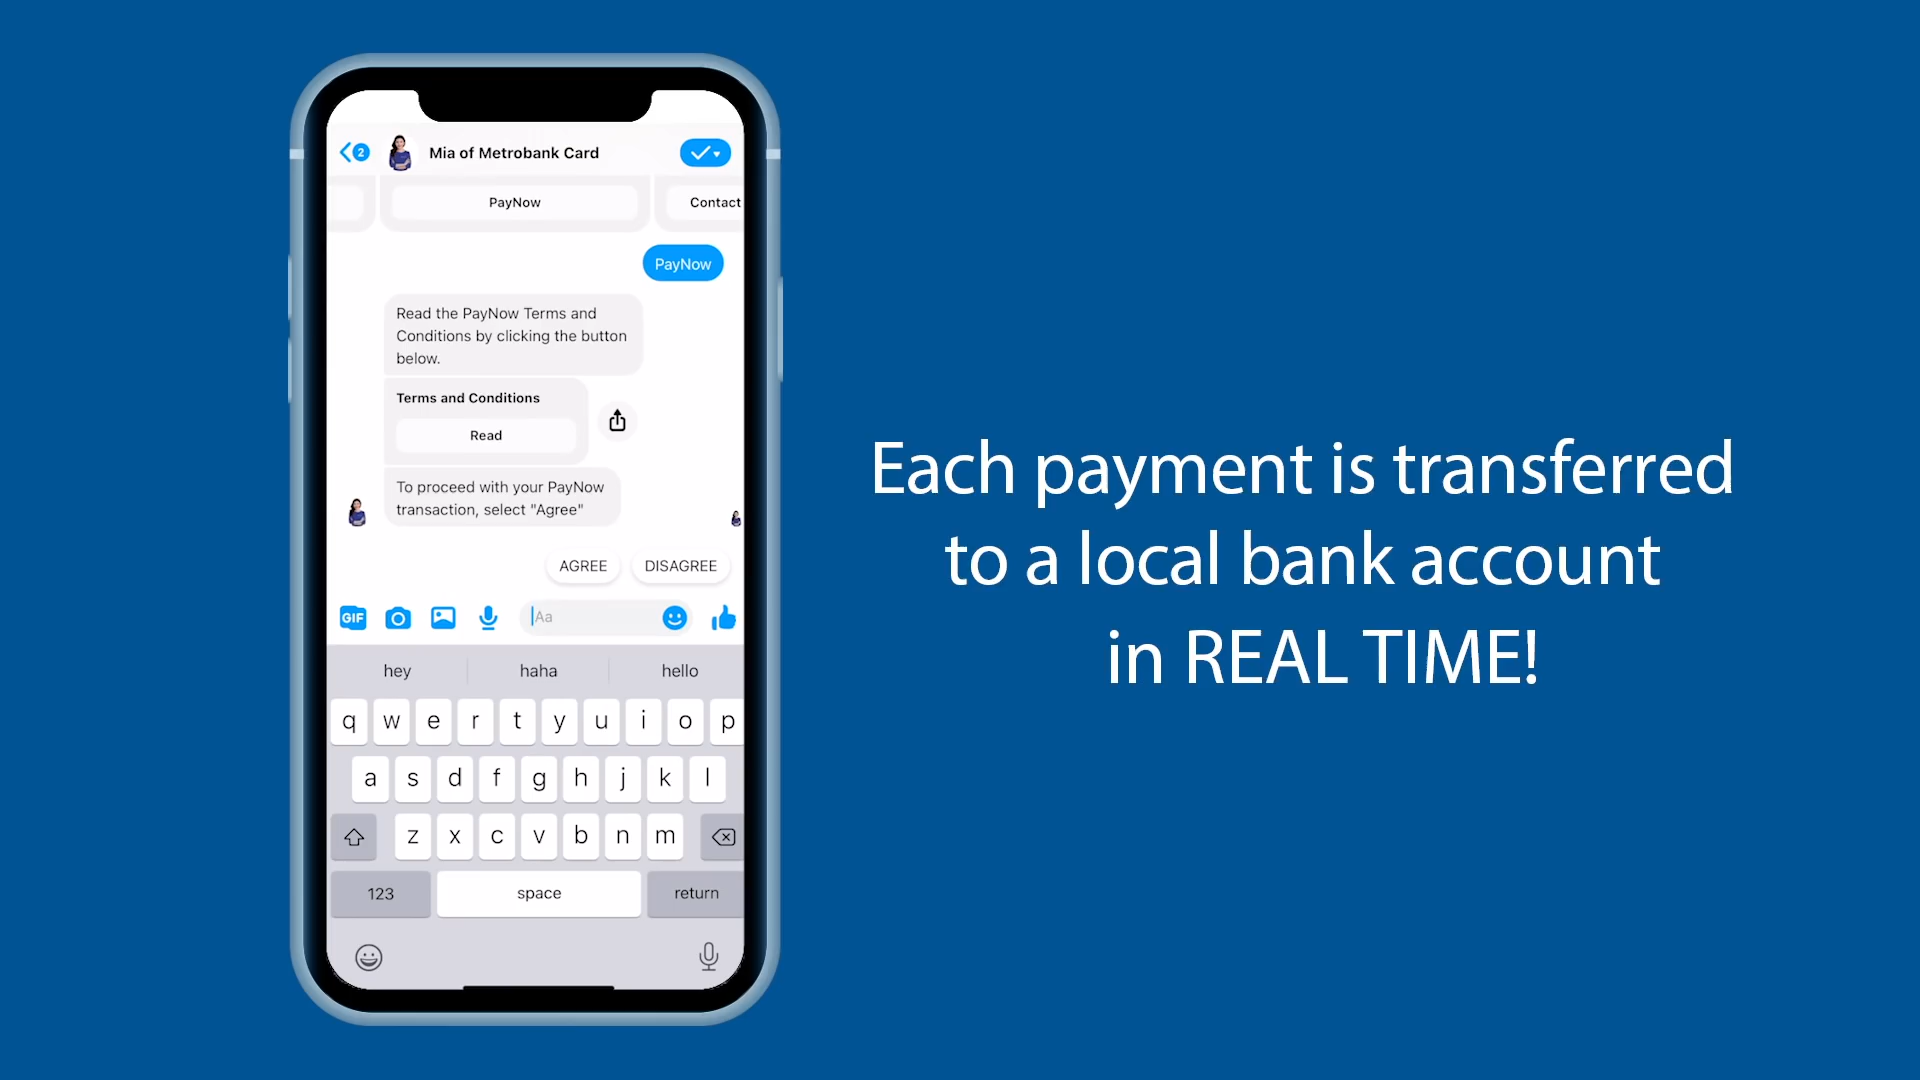 2
Mia of Metrobank Card
PayNow
Contact
PayNow
Read the PayNow Terms and
Conditions by clicking the button
below.
Terms and Conditions
Read
To proceed with your PayNow
transaction, select "Agree"
AGREE
DISAGREE
GIF
Aa
hey
haha
hello
q w e r t y u i o p
a s d f g h j k l
z x c v b n m
123
space
return
Each payment is transferred
to a local bank account
in REAL TIME!